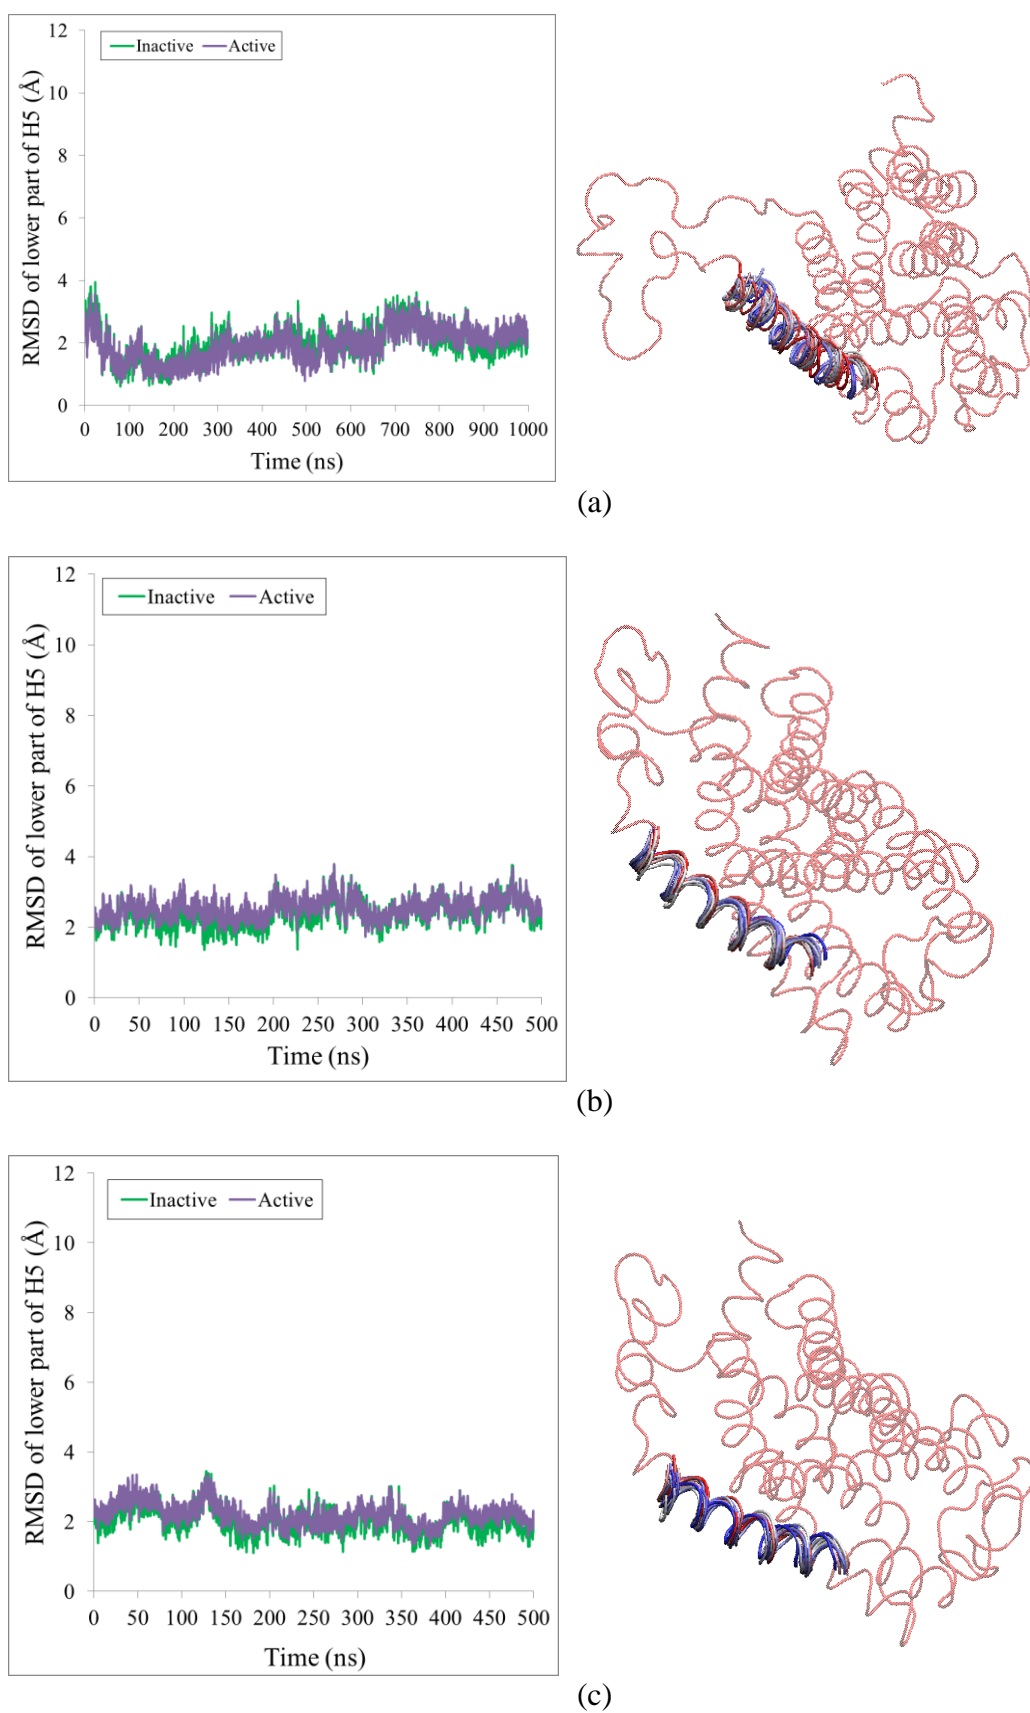 12
10
8
6
4
2
0
RMSD of lower part of H5 (Å)
Inactive Active
0 100 200 300 400 500 600 700 800 900 1000
Time (ns)
(a)
12
10
8
6
4
2
0
RMSD of lower part of H5 (Å)
Inactive Active
0 50 100 150 200 250 300 350 400 450 500
Time (ns)
(b)
12
10
8
6
4
2
0
RMSD of lower part of H5 (Å)
Inactive Active
0 50 100 150 200 250 300 350 400 450 500
Time (ns)
(c)